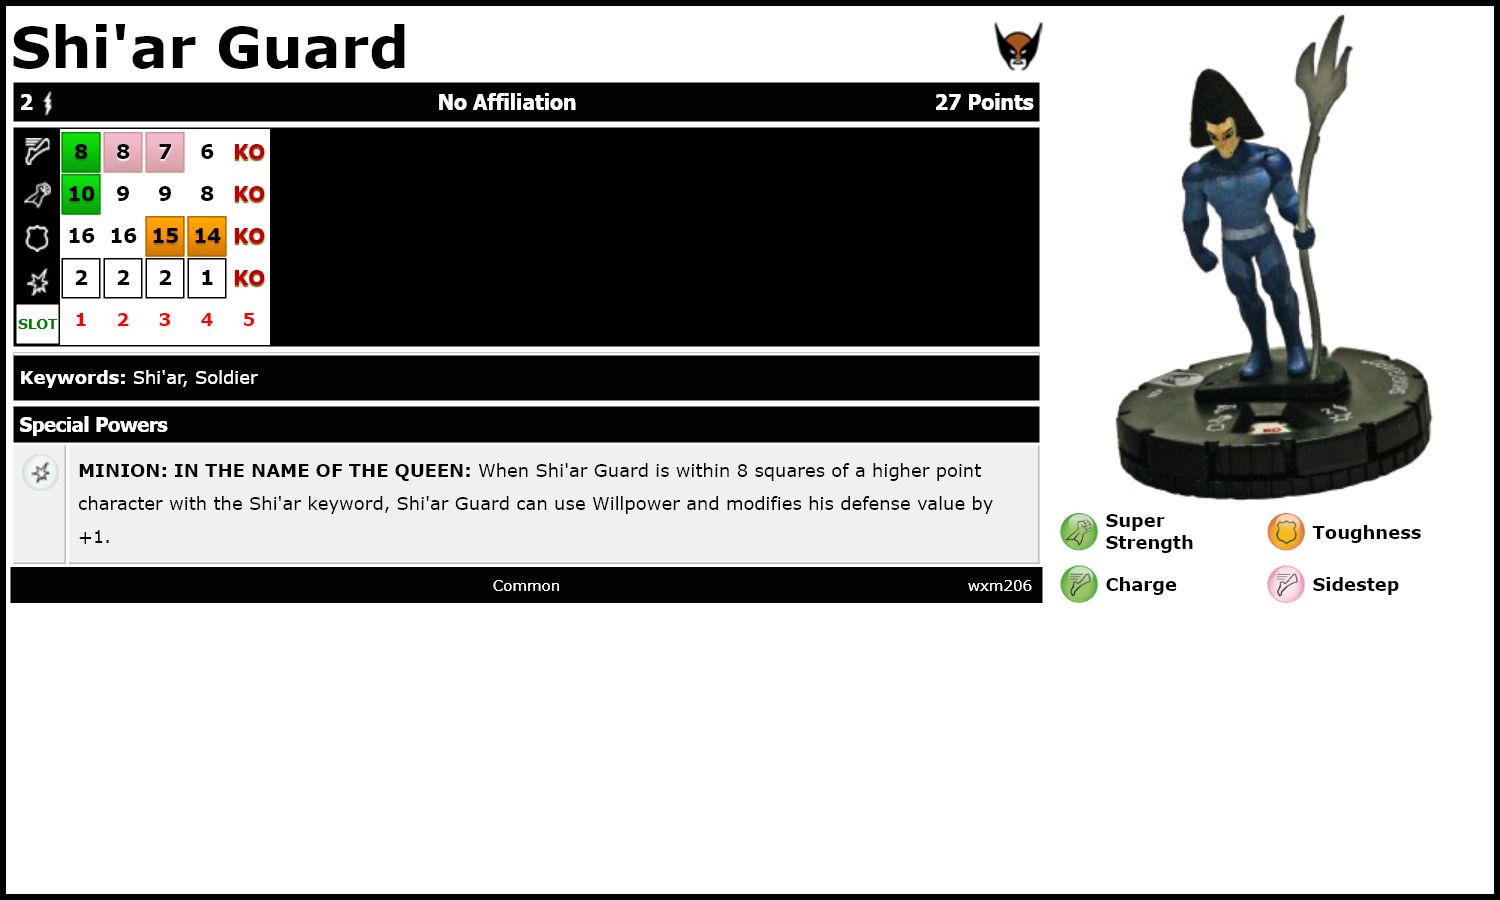 Shi'ar Guard
2 No Affiliation 27 Points
8 8 7 6 KO
10 9 9 8 KO
16 16 15 14 KO
2 2 2 1 KO
SLOT 1 2 3 4 5
Keywords: Shi'ar, Soldier
Special Powers
MINION: IN THE NAME OF THE QUEEN: When Shi'ar Guard is within 8 squares of a higher point
character with the Shi'ar keyword, Shi'ar Guard can use Willpower and modifies his defense value by
+1.
Common wxm206
KO
Super
Strength
Toughness
Charge
Sidestep